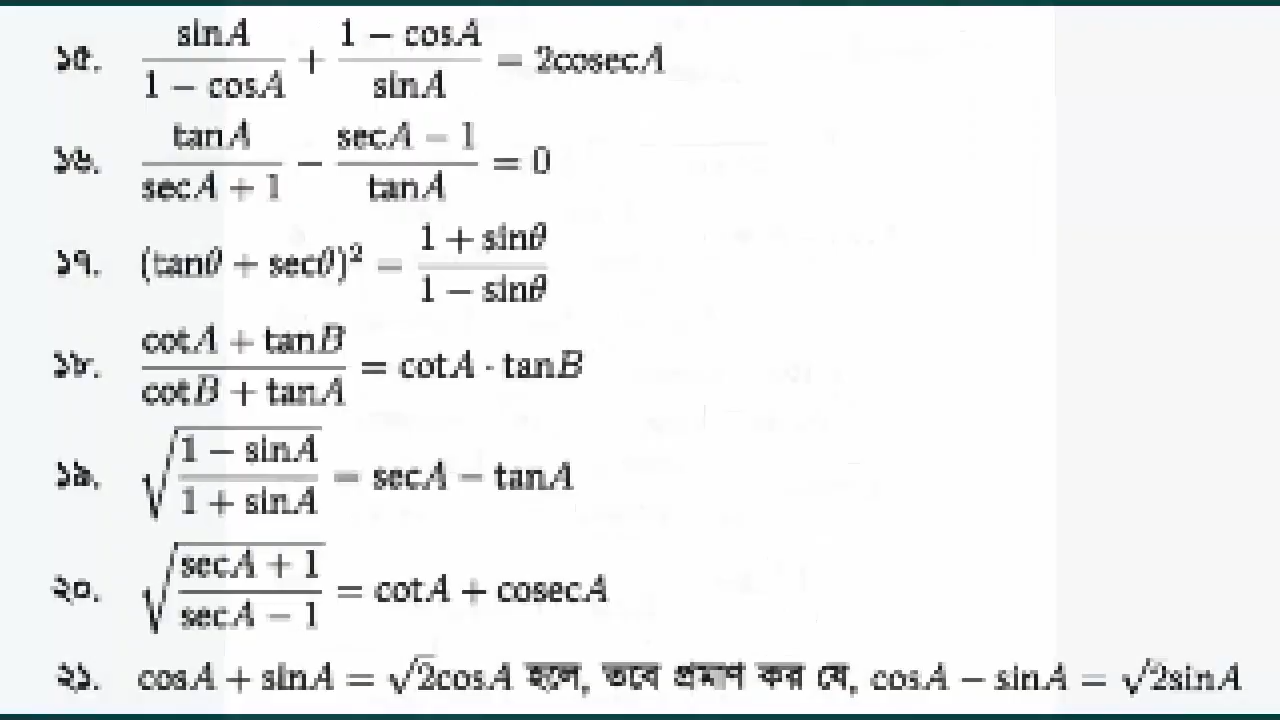 ১৫. sinA/(1 − cosA) + (1 − cosA)/sinA = 2cosecA
১৬. tanA/(secA + 1) − (secA − 1)/tanA = 0
১৭. (tanθ + secθ)² = (1 + sinθ)/(1 − sinθ)
১৮. (cotA + tanB)/(cotB + tanA) = cotA · tanB
১৯. √((1 − sinA)/(1 + sinA)) = secA − tanA
২০. √((secA + 1)/(secA − 1)) = cotA + cosecA
২১. cosA + sinA = √2cosA হলে, তবে প্রমাণ কর যে, cosA − sinA = √2sinA